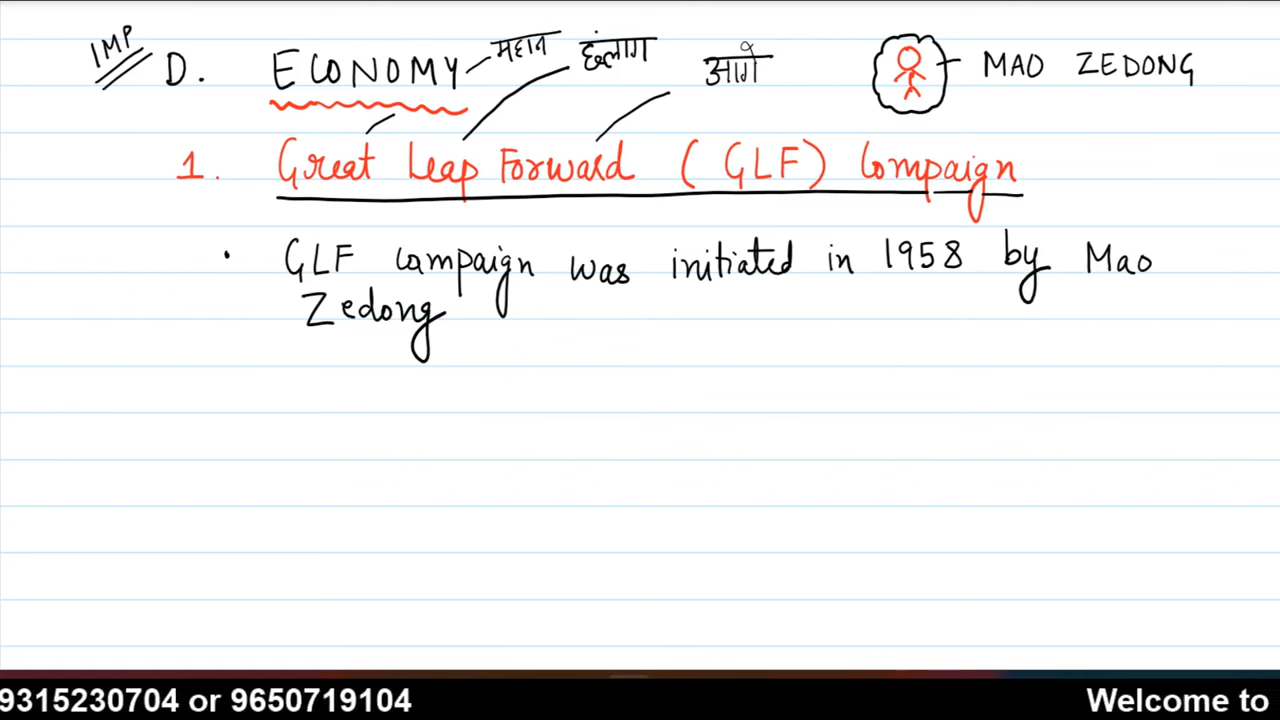 IMP
D. ECONOMY महान छलांग आगे MAO ZEDONG
1. Great Leap Forward (GLF) Campaign
· GLF campaign was initiated in 1958 by Mao
Zedong
9315230704 or 9650719104 Welcome to